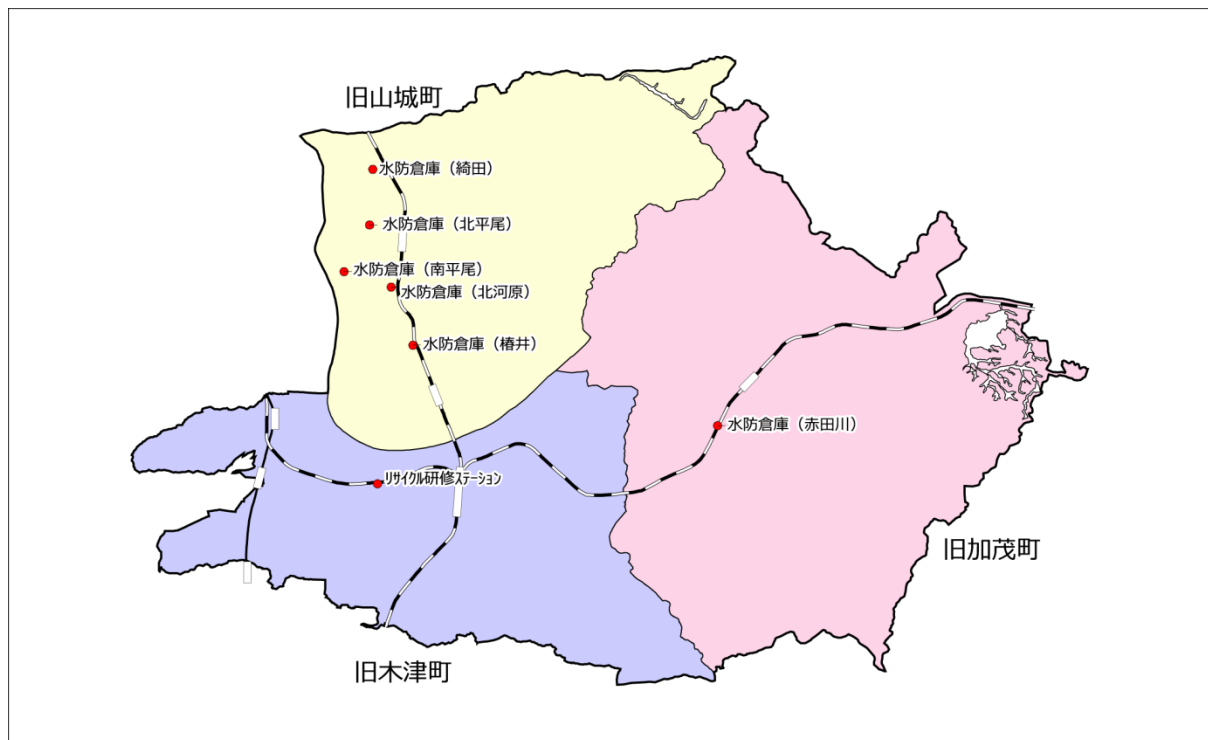 旧山城町
水防倉庫（綺田）
水防倉庫（北平尾）
水防倉庫（南平尾）
水防倉庫（北河原）
水防倉庫（椿井）
水防倉庫（赤田川）
ﾘｻｲｸﾙ研修ｽﾃｰｼｮﾝ
旧加茂町
旧木津町